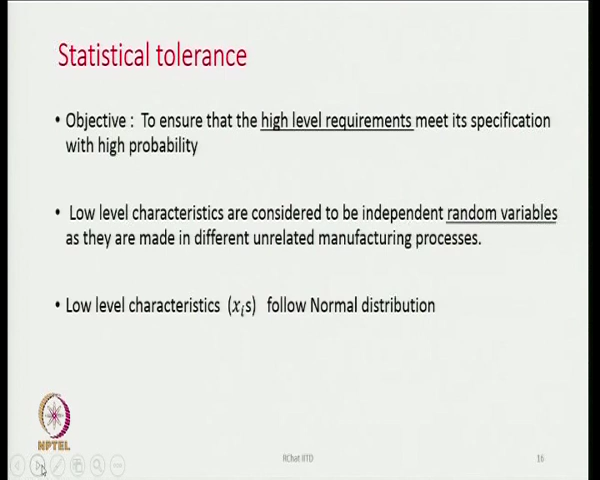 Statistical tolerance
• Objective : To ensure that the high level requirements meet its specification
with high probability
• Low level characteristics are considered to be independent random variables
as they are made in different unrelated manufacturing processes.
• Low level characteristics (xᵢs) follow Normal distribution
NPTEL
RChat IITD
16